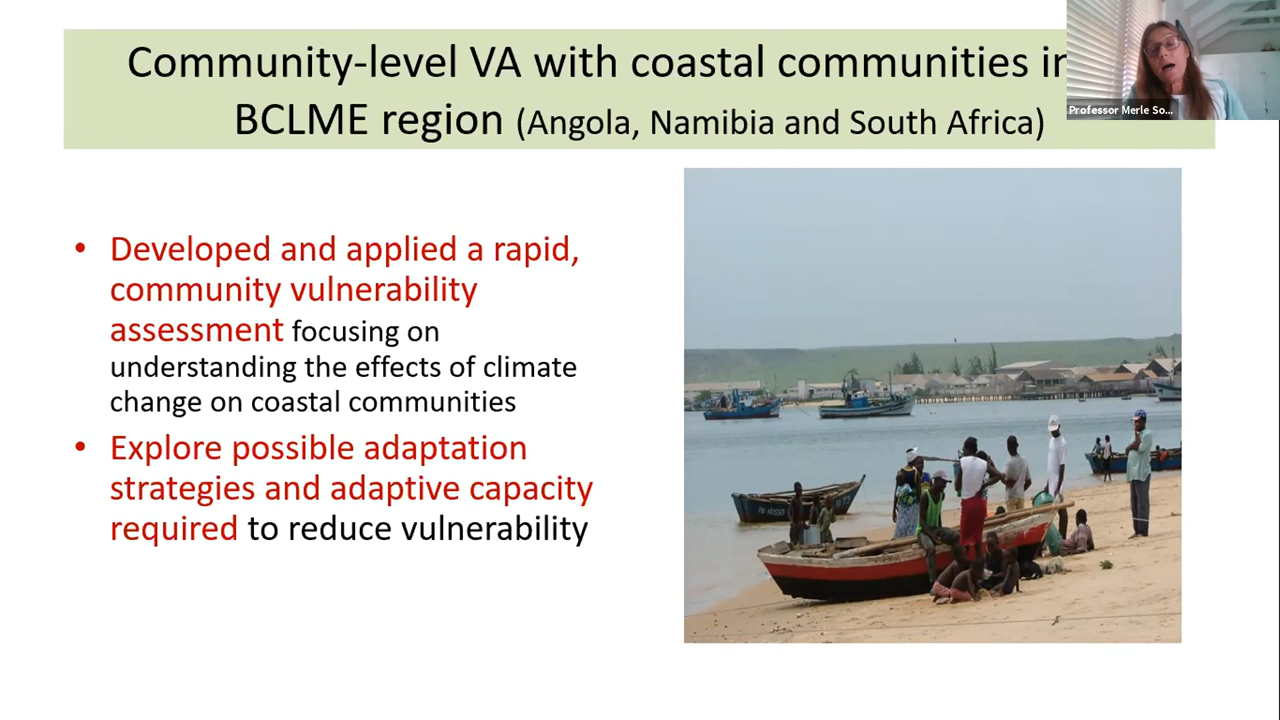 Community-level VA with coastal communities in
BCLME region (Angola, Namibia and South Africa)
Professor Merle So...
• Developed and applied a rapid,
community vulnerability
assessment focusing on
understanding the effects of climate
change on coastal communities
• Explore possible adaptation
strategies and adaptive capacity
required to reduce vulnerability